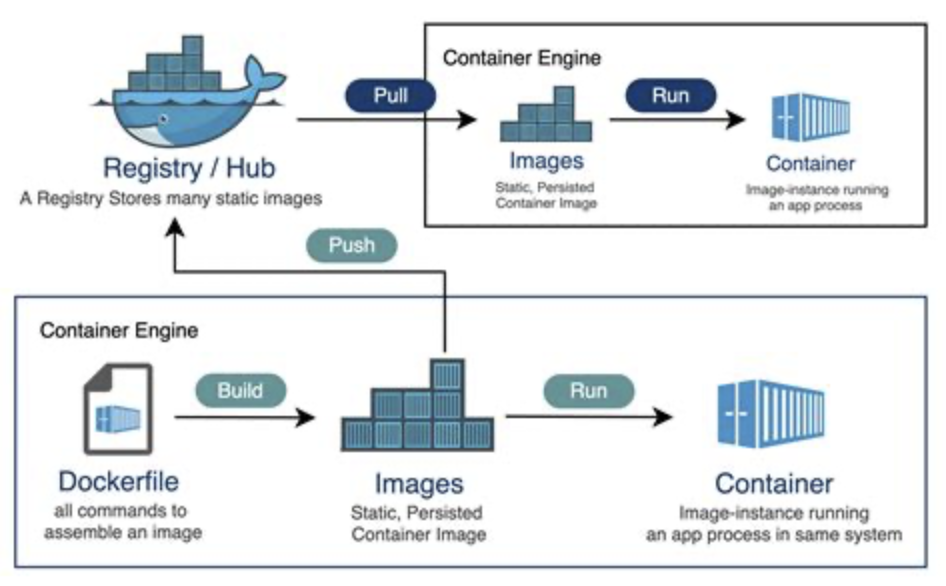 Container Engine
Pull
Run
Registry / Hub
A Registry Stores many static images
Images
Static, Persisted
Container Image
Container
Image-instance running
an app process
Push
Container Engine
Build
Run
Dockerfile
all commands to
assemble an image
Images
Static, Persisted
Container Image
Container
Image-instance running
an app process in same system